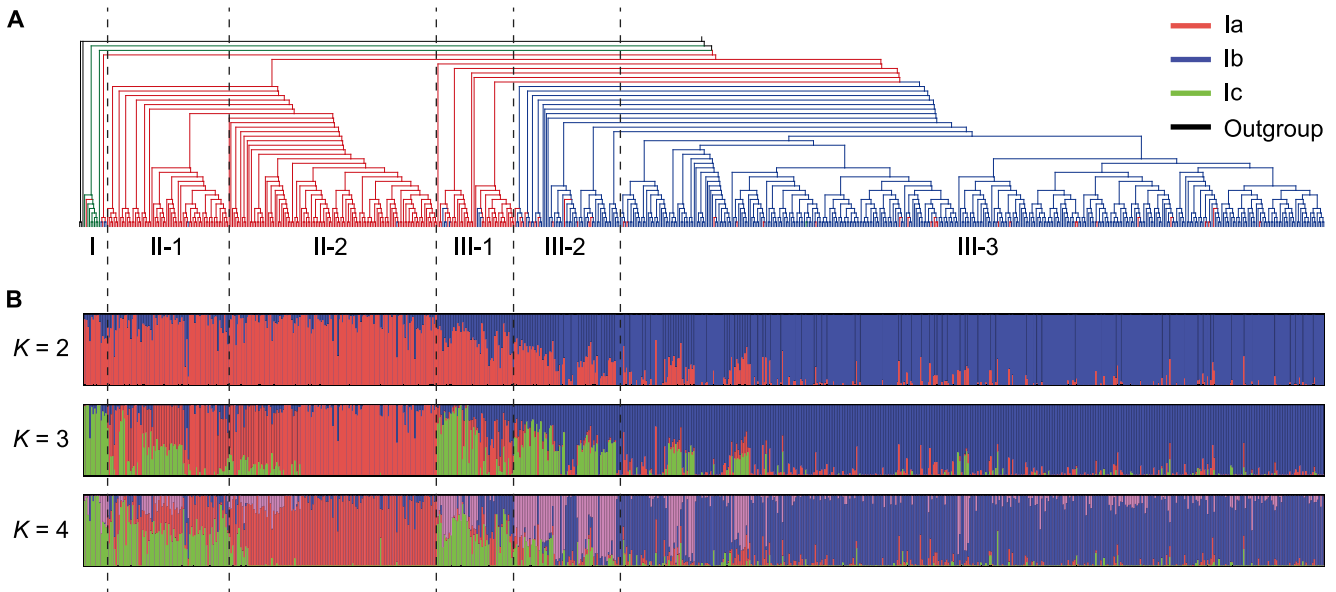 A
Ia
Ib
Ic
Outgroup
I II-1 II-2 III-1 III-2 III-3
B
K = 2
K = 3
K = 4